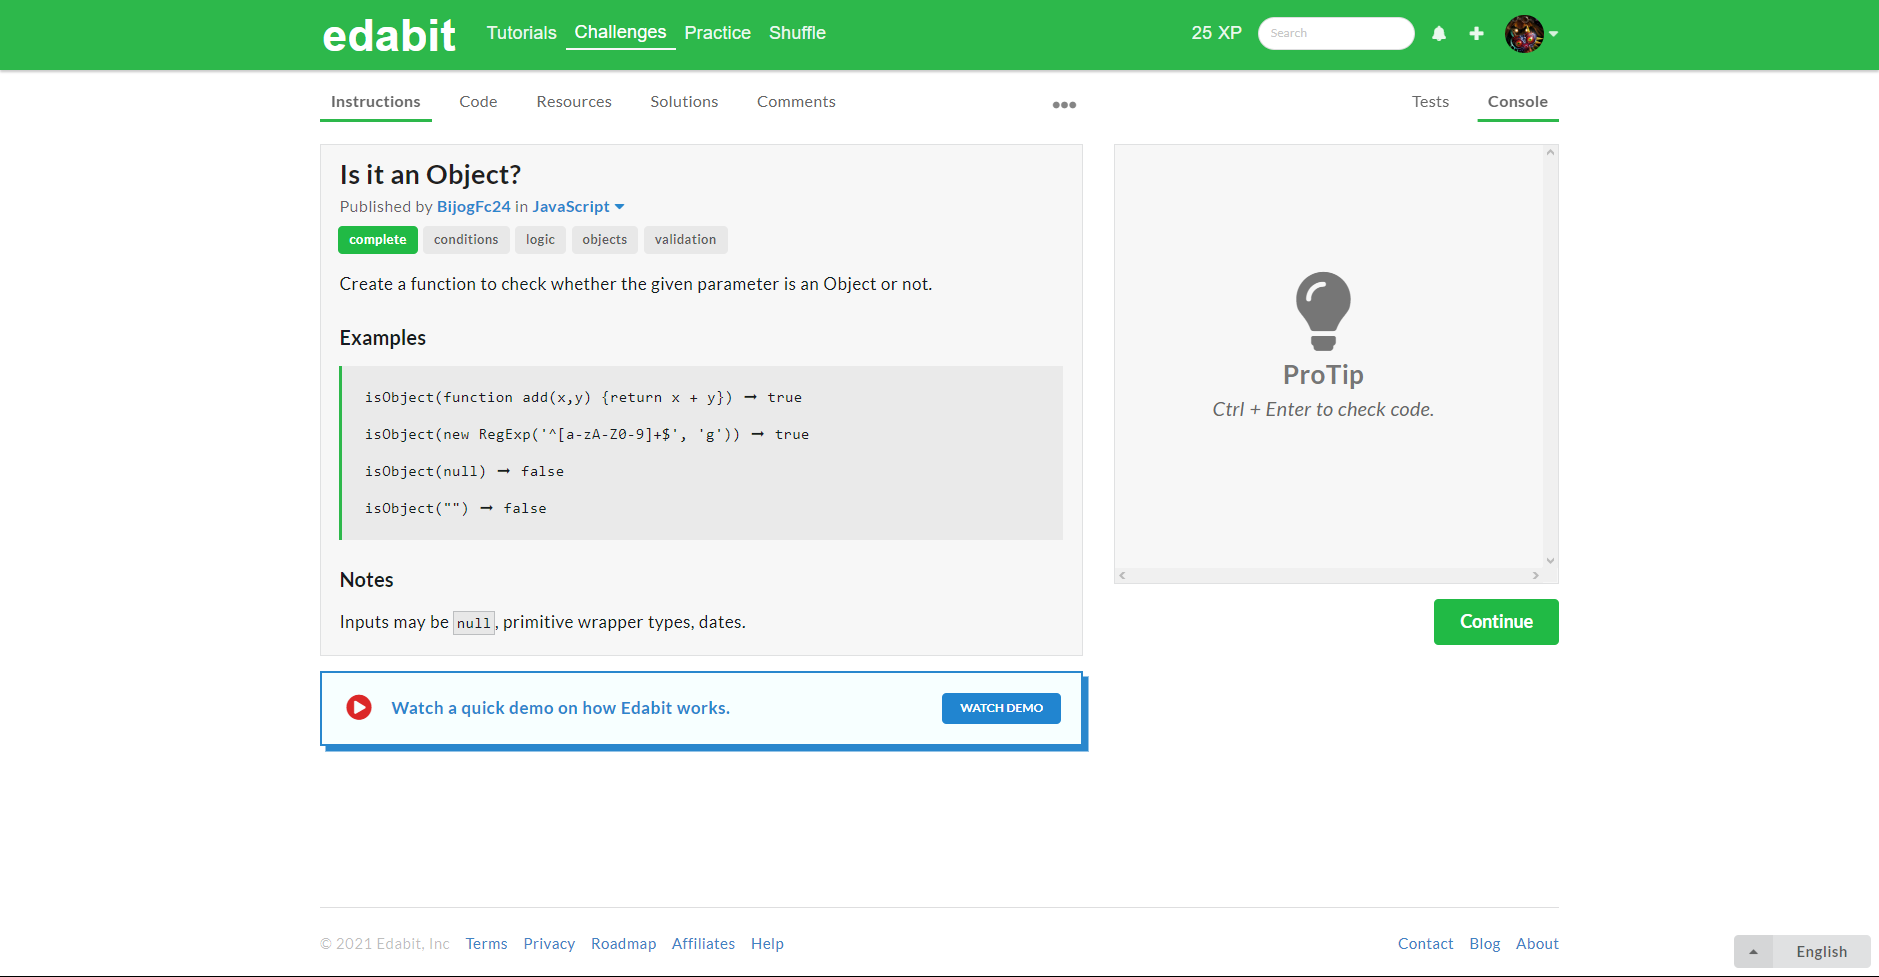 edabit Tutorials Challenges Practice Shuffle 25 XP Search
Instructions Code Resources Solutions Comments ••• Tests Console
Is it an Object?
Published by BijogFc24 in JavaScript
complete conditions logic objects validation
Create a function to check whether the given parameter is an Object or not.
Examples
isObject(function add(x,y) {return x + y}) ➞ true
isObject(new RegExp('^[a-zA-Z0-9]+$', 'g')) ➞ true
isObject(null) ➞ false
isObject("") ➞ false
Notes
Inputs may be null, primitive wrapper types, dates.
ProTip
Ctrl + Enter to check code.
Continue
Watch a quick demo on how Edabit works. WATCH DEMO
© 2021 Edabit, Inc Terms Privacy Roadmap Affiliates Help Contact Blog About
English